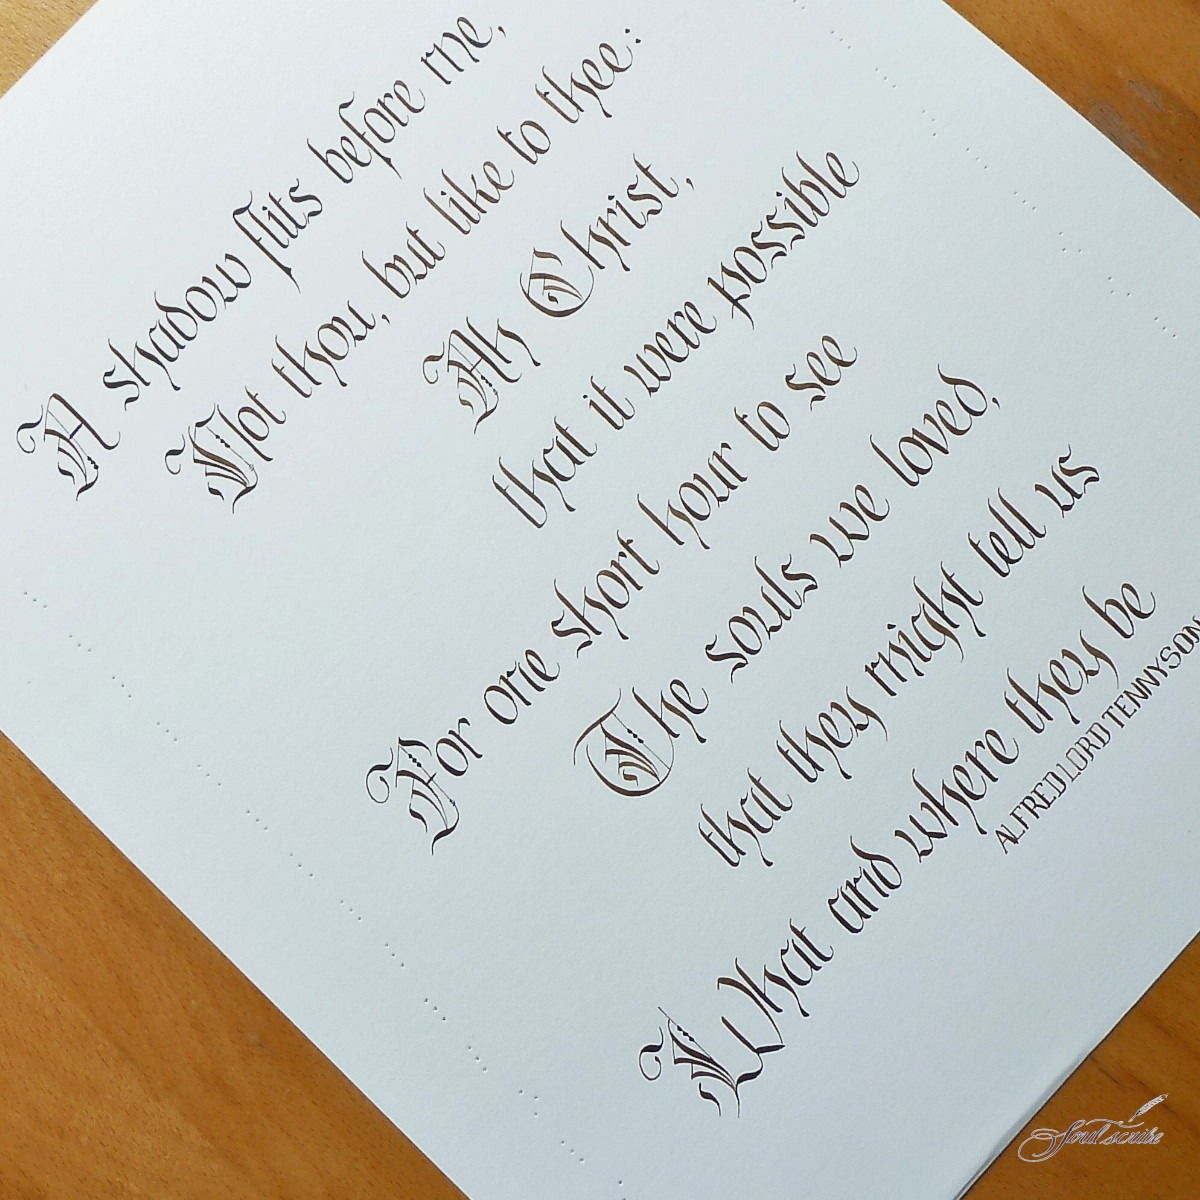 A shadow flits before me,
Not thou, but like to thee:
Ah Christ,
that it were possible
For one short hour to see
The souls we loved,
that they might tell us
What and where they be
ALFRED LORD TENNYSON
Soul scribe